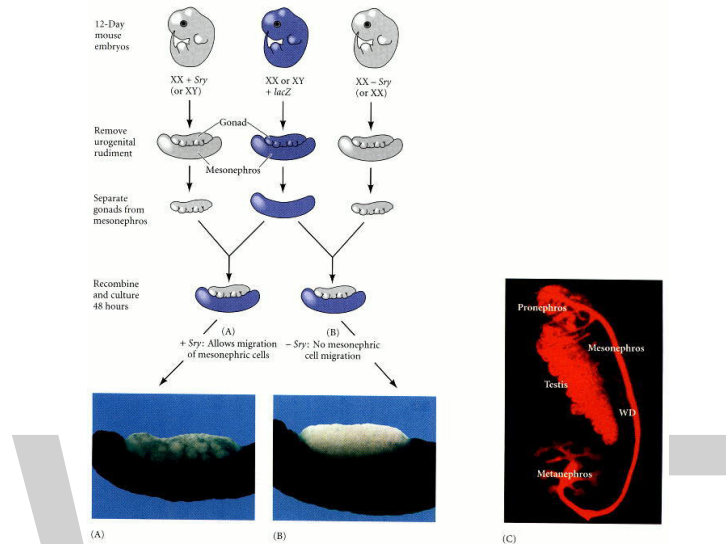 12-Day
mouse
embryos
XX + Sry
(or XY)
XX or XY
+ lacZ
XX – Sry
(or XX)
Gonad
Remove
urogenital
rudiment
Mesonephros
Separate
gonads from
mesonephros
Recombine
and culture
48 hours
(A)
+ Sry: Allows migration
of mesonephric cells
(B)
– Sry: No mesonephric
cell migration
Pronephros
Mesonephros
Testis
WD
Metanephros
(A)
(B)
(C)